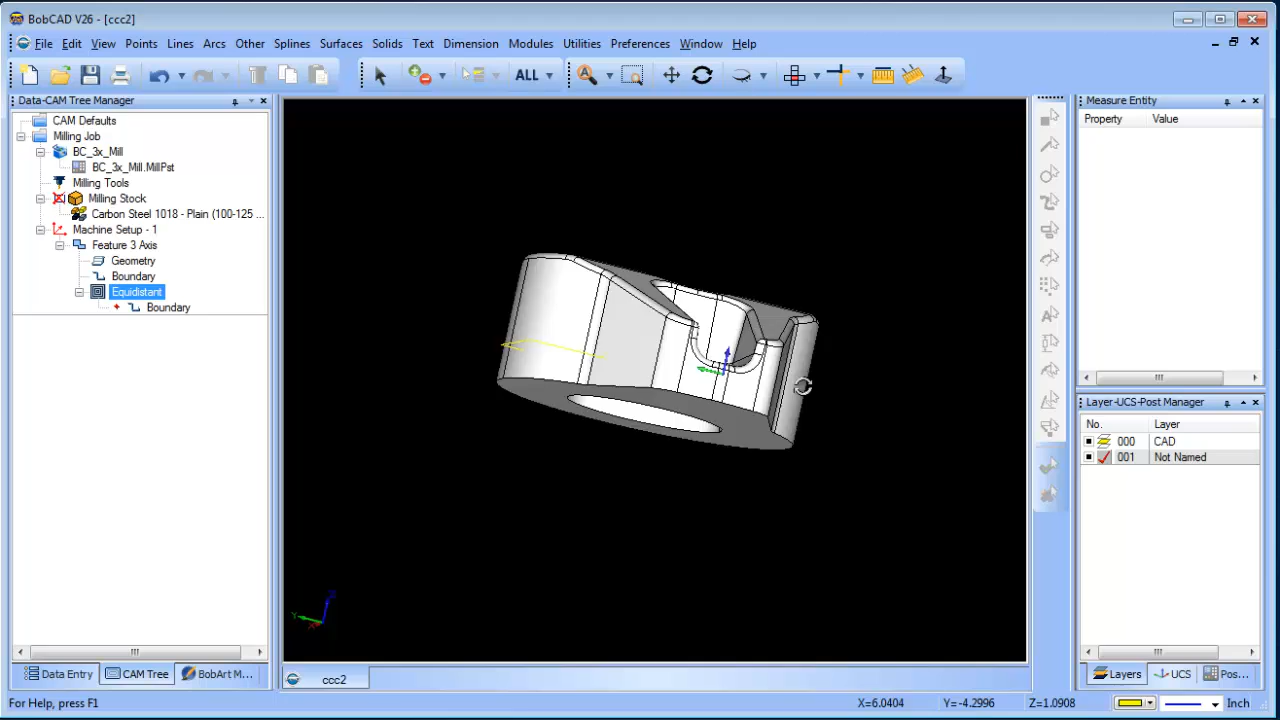 BobCAD V26 - [ccc2]
File Edit View Points Lines Arcs Other Splines Surfaces Solids Text Dimension Modules Utilities Preferences Window Help
ALL
Data-CAM Tree Manager
CAM Defaults
Milling Job
BC_3x_Mill
BC_3x_Mill.MillPst
Milling Tools
Milling Stock
Carbon Steel 1018 - Plain (100-125 ...
Machine Setup - 1
Feature 3 Axis
Geometry
Boundary
Equidistant
Boundary
Data Entry CAM Tree BobArt M...
Y X Z
ccc2
Measure Entity
Property Value
Layer-UCS-Post Manager
No. Layer
000 CAD
001 Not Named
Layers UCS Pos...
For Help, press F1
X=6.0404 Y=-4.2996 Z=1.0908 Inch